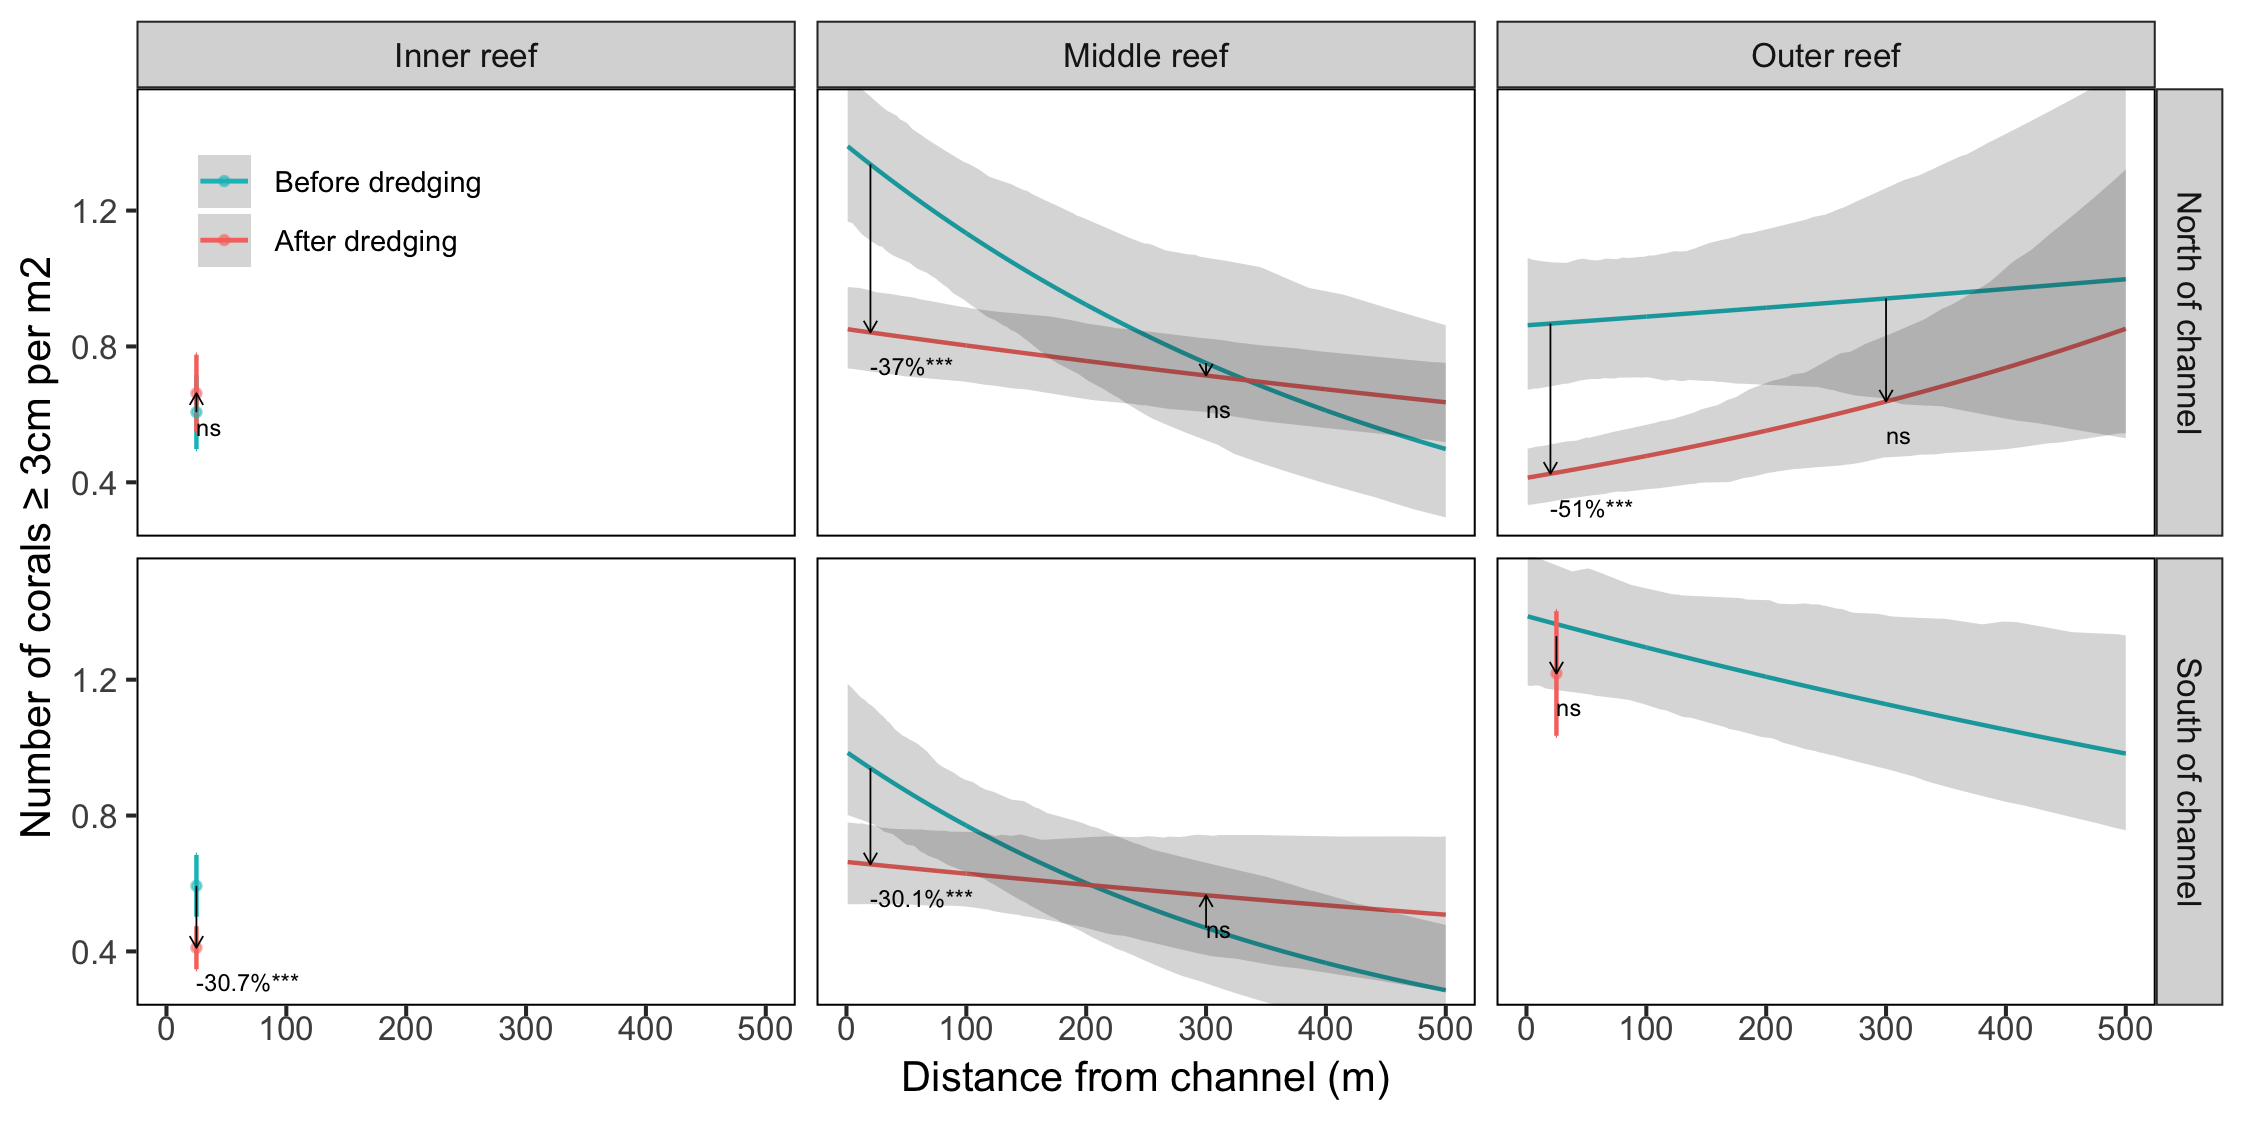 Inner reef
Middle reef
Outer reef
Before dredging
After dredging
1.2
0.8
0.4
ns
-37%***
ns
-51%***
ns
North of channel
1.2
0.8
0.4
-30.7%***
-30.1%***
ns
ns
South of channel
0 100 200 300 400 500
0 100 200 300 400 500
0 100 200 300 400 500
Distance from channel (m)
Number of corals ≥ 3cm per m2